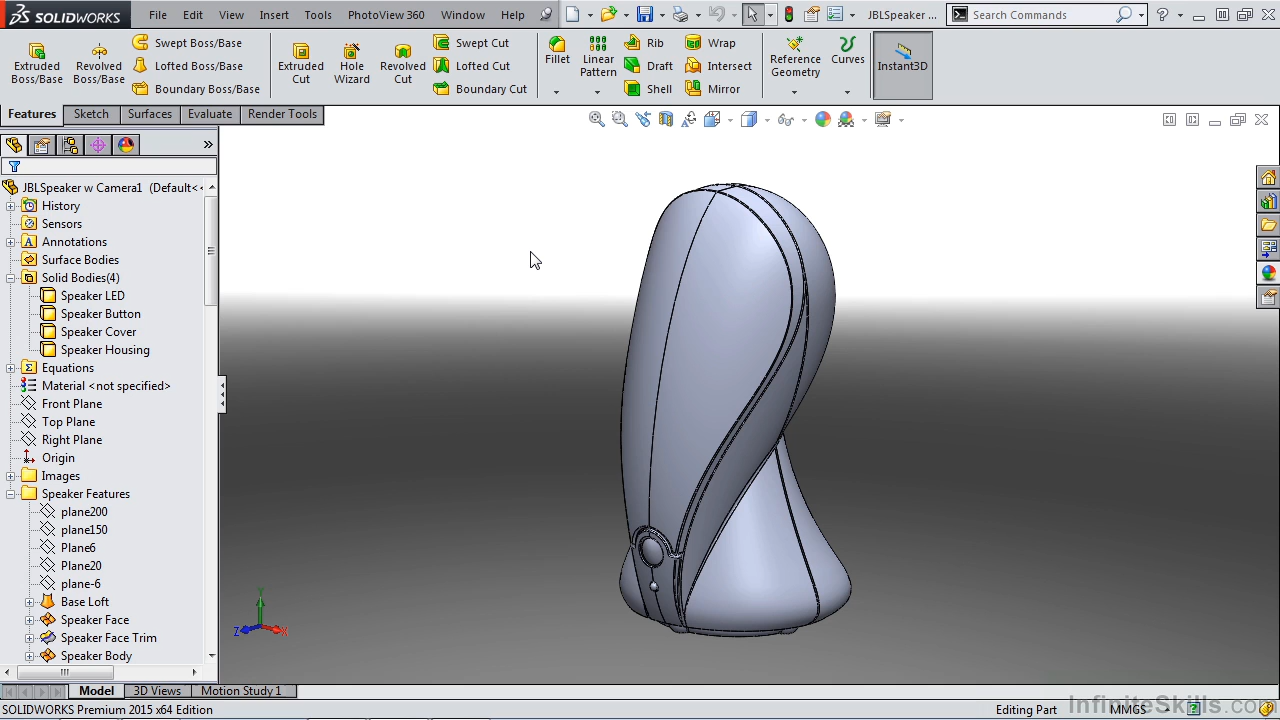 SOLIDWORKS File Edit View Insert Tools PhotoView 360 Window Help JBLSpeaker ... Search Commands
Extruded Boss/Base
Revolved Boss/Base
Swept Boss/Base
Lofted Boss/Base
Boundary Boss/Base
Extruded Cut
Hole Wizard
Revolved Cut
Swept Cut
Lofted Cut
Boundary Cut
Fillet
Linear Pattern
Rib
Draft
Shell
Wrap
Intersect
Mirror
Reference Geometry
Curves
Instant3D
Features Sketch Surfaces Evaluate Render Tools
JBLSpeaker w Camera1 (Default<<
History
Sensors
Annotations
Surface Bodies
Solid Bodies(4)
Speaker LED
Speaker Button
Speaker Cover
Speaker Housing
Equations
Material <not specified>
Front Plane
Top Plane
Right Plane
Origin
Images
Speaker Features
plane200
plane150
Plane6
Plane20
plane-6
Base Loft
Speaker Face
Speaker Face Trim
Speaker Body
Y
Z X
Model 3D Views Motion Study 1
SOLIDWORKS Premium 2015 x64 Edition Editing Part MMGS
InfiniteSkills.com